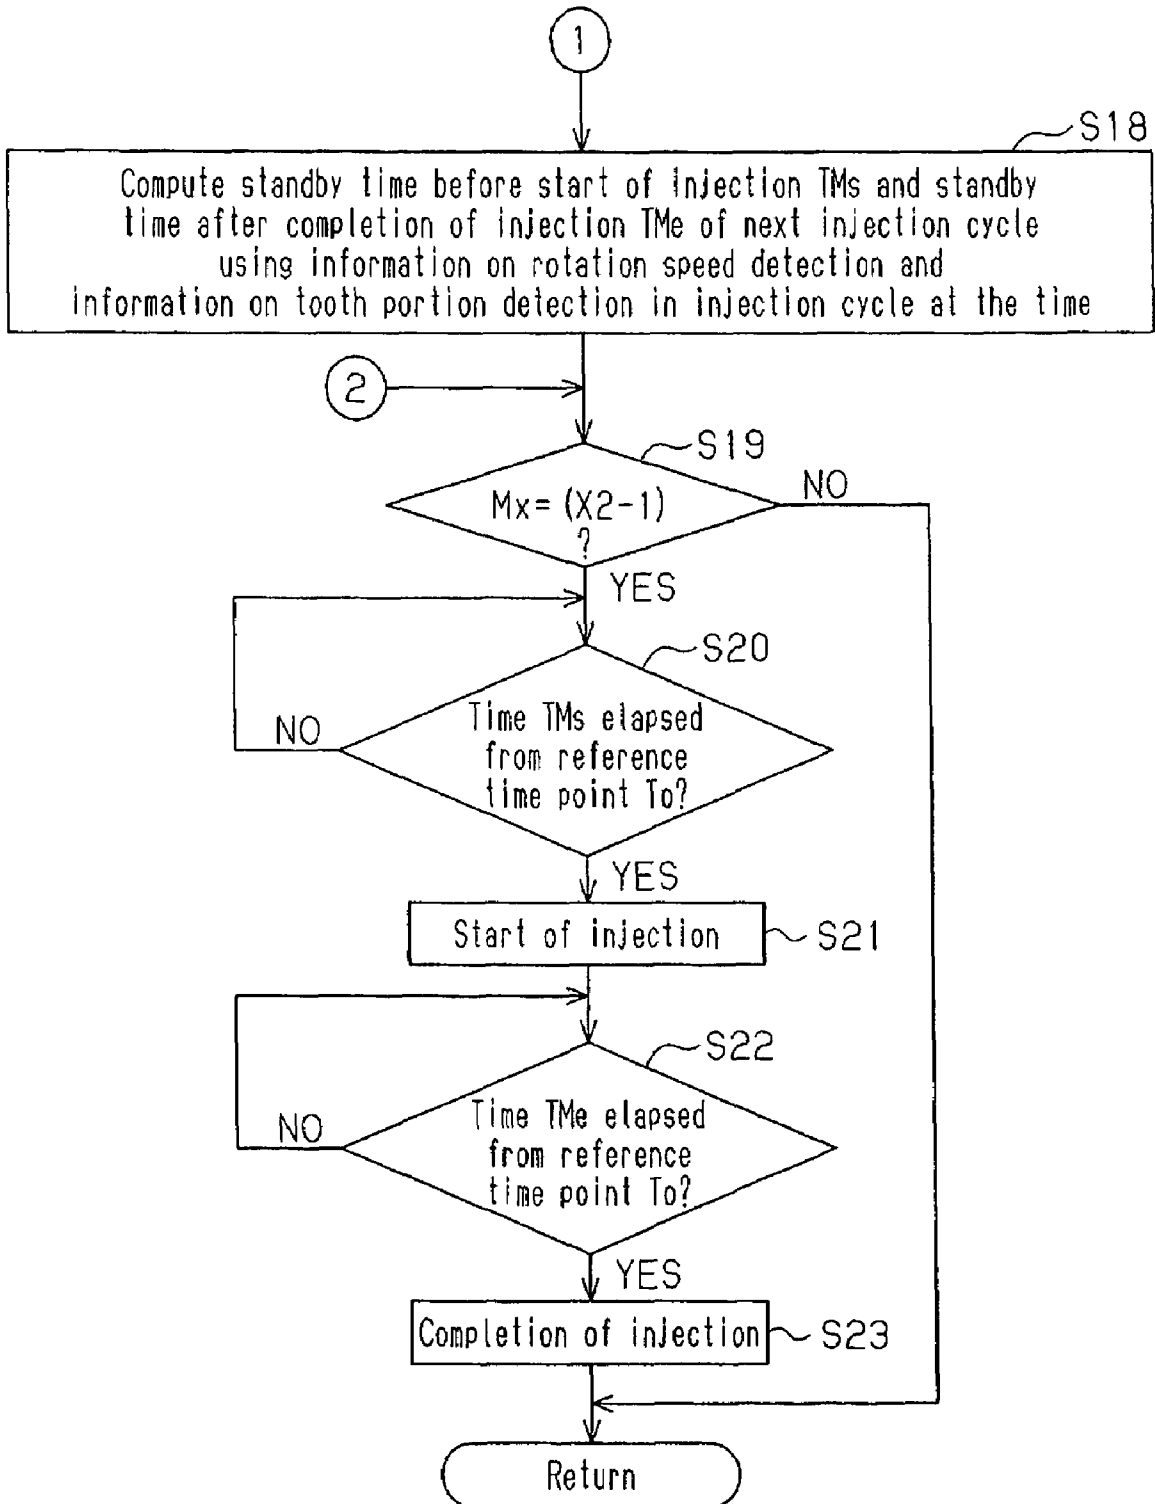 1
S18
Compute standby time before start of injection TMs and standby
time after completion of injection TMe of next injection cycle
using information on rotation speed detection and
information on tooth portion detection in injection cycle at the time
2
S19
Mx= (X2-1)
?
NO
YES
S20
Time TMs elapsed
from reference
time point To?
NO
YES
Start of injection
S21
S22
Time TMe elapsed
from reference
time point To?
NO
YES
Completion of injection
S23
Return